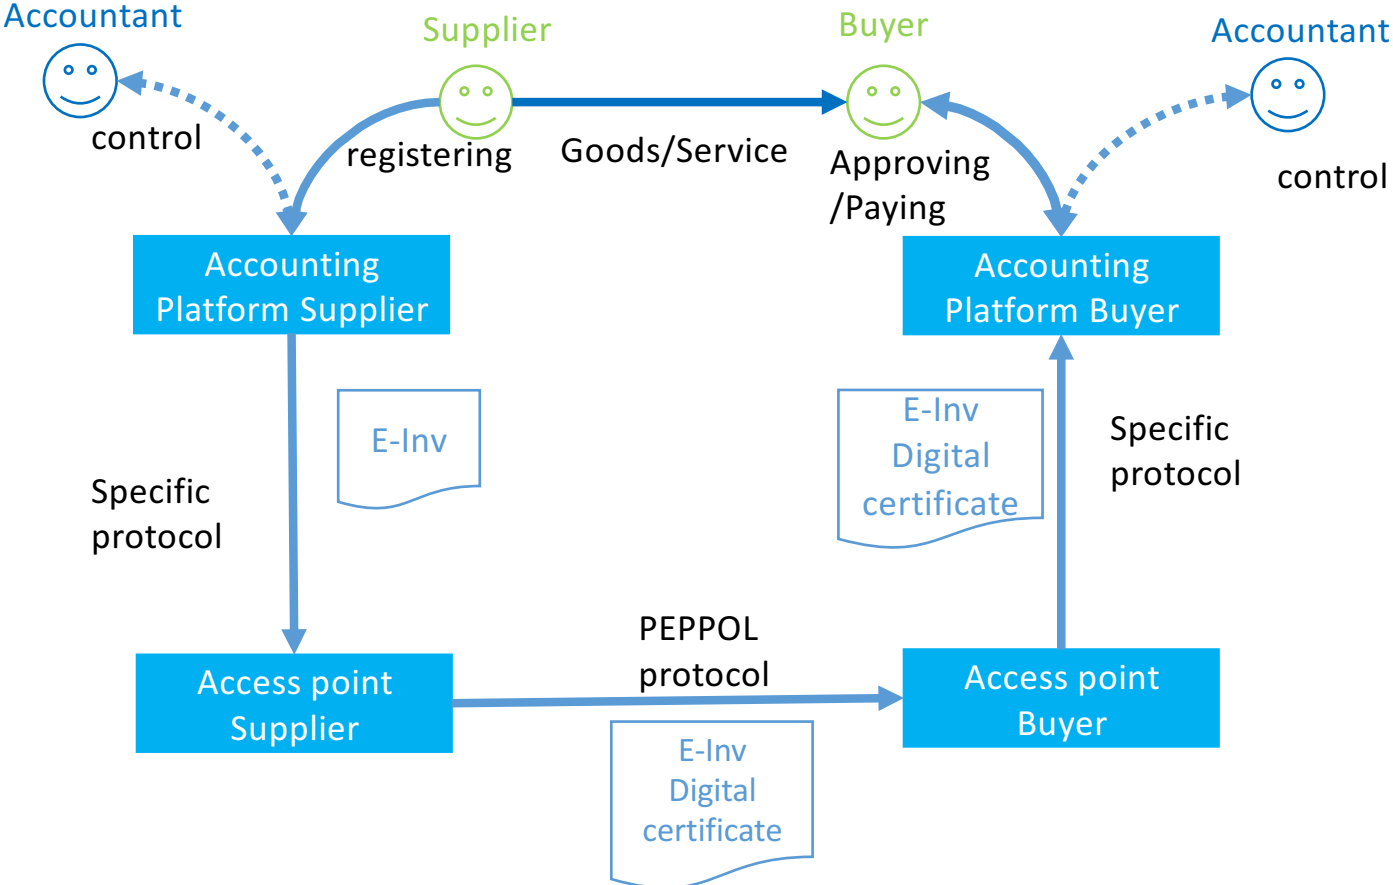 Accountant
Supplier
Buyer
Accountant
control
registering
Goods/Service
Approving
/Paying
control
Accounting
Platform Supplier
Accounting
Platform Buyer
E-Inv
E-Inv
Digital
certificate
Specific
protocol
Specific
protocol
PEPPOL
protocol
Access point
Supplier
Access point
Buyer
E-Inv
Digital
certificate